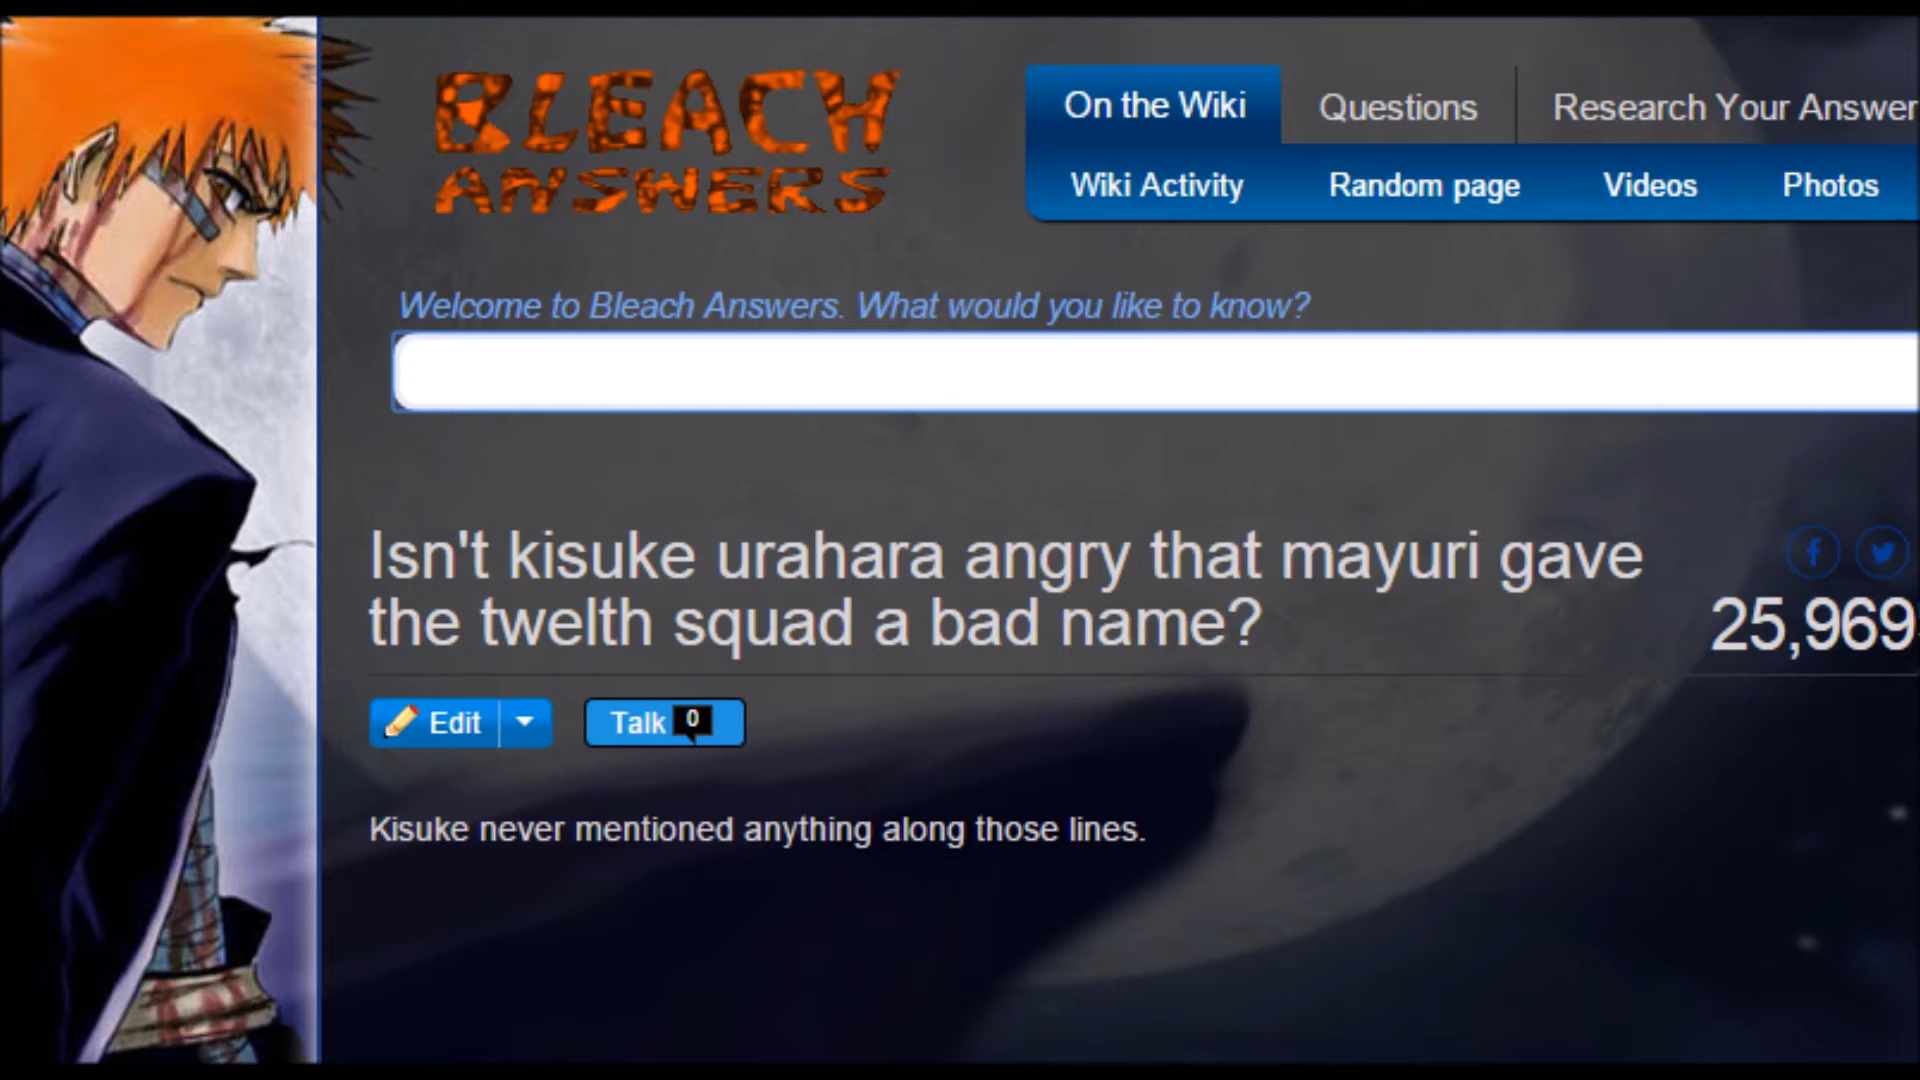 BLEACH
ANSWERS
On the Wiki
Questions
Research Your Answer
Wiki Activity
Random page
Videos
Photos
Welcome to Bleach Answers. What would you like to know?
Isn't kisuke urahara angry that mayuri gave
the twelth squad a bad name?
25,969
Edit
Talk 0
Kisuke never mentioned anything along those lines.